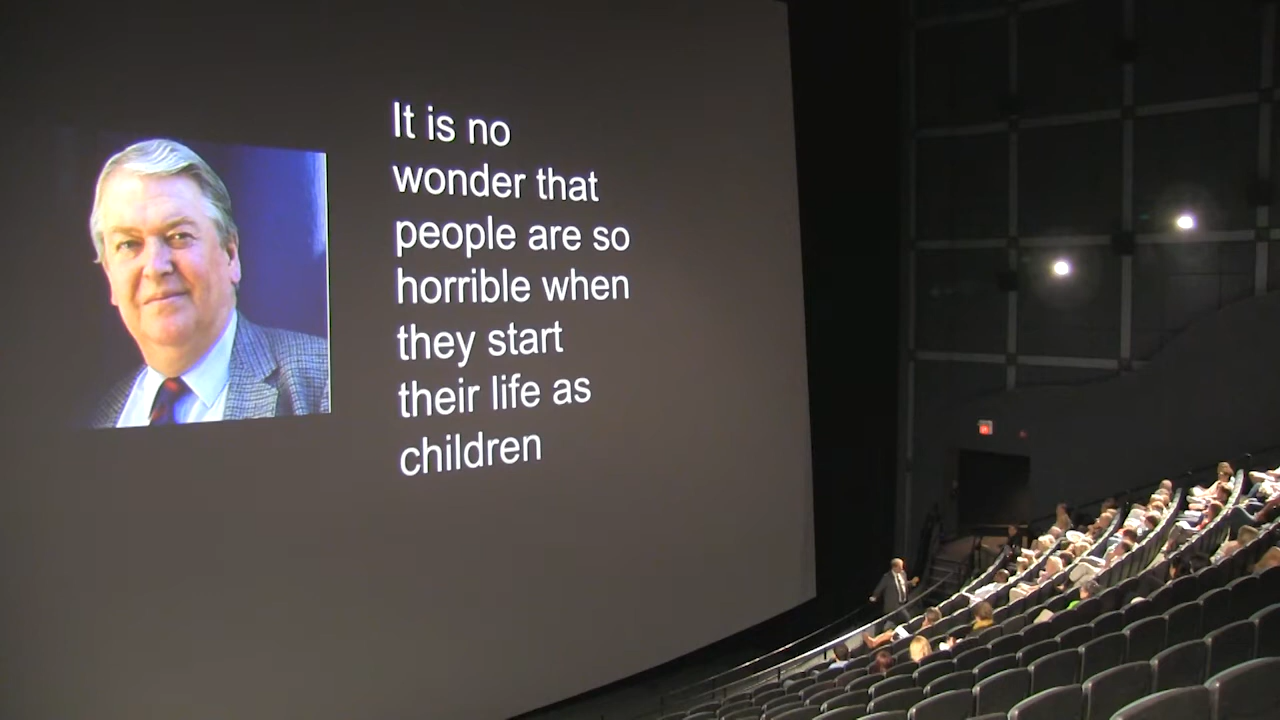 It is no
wonder that
people are so
horrible when
they start
their life as
children